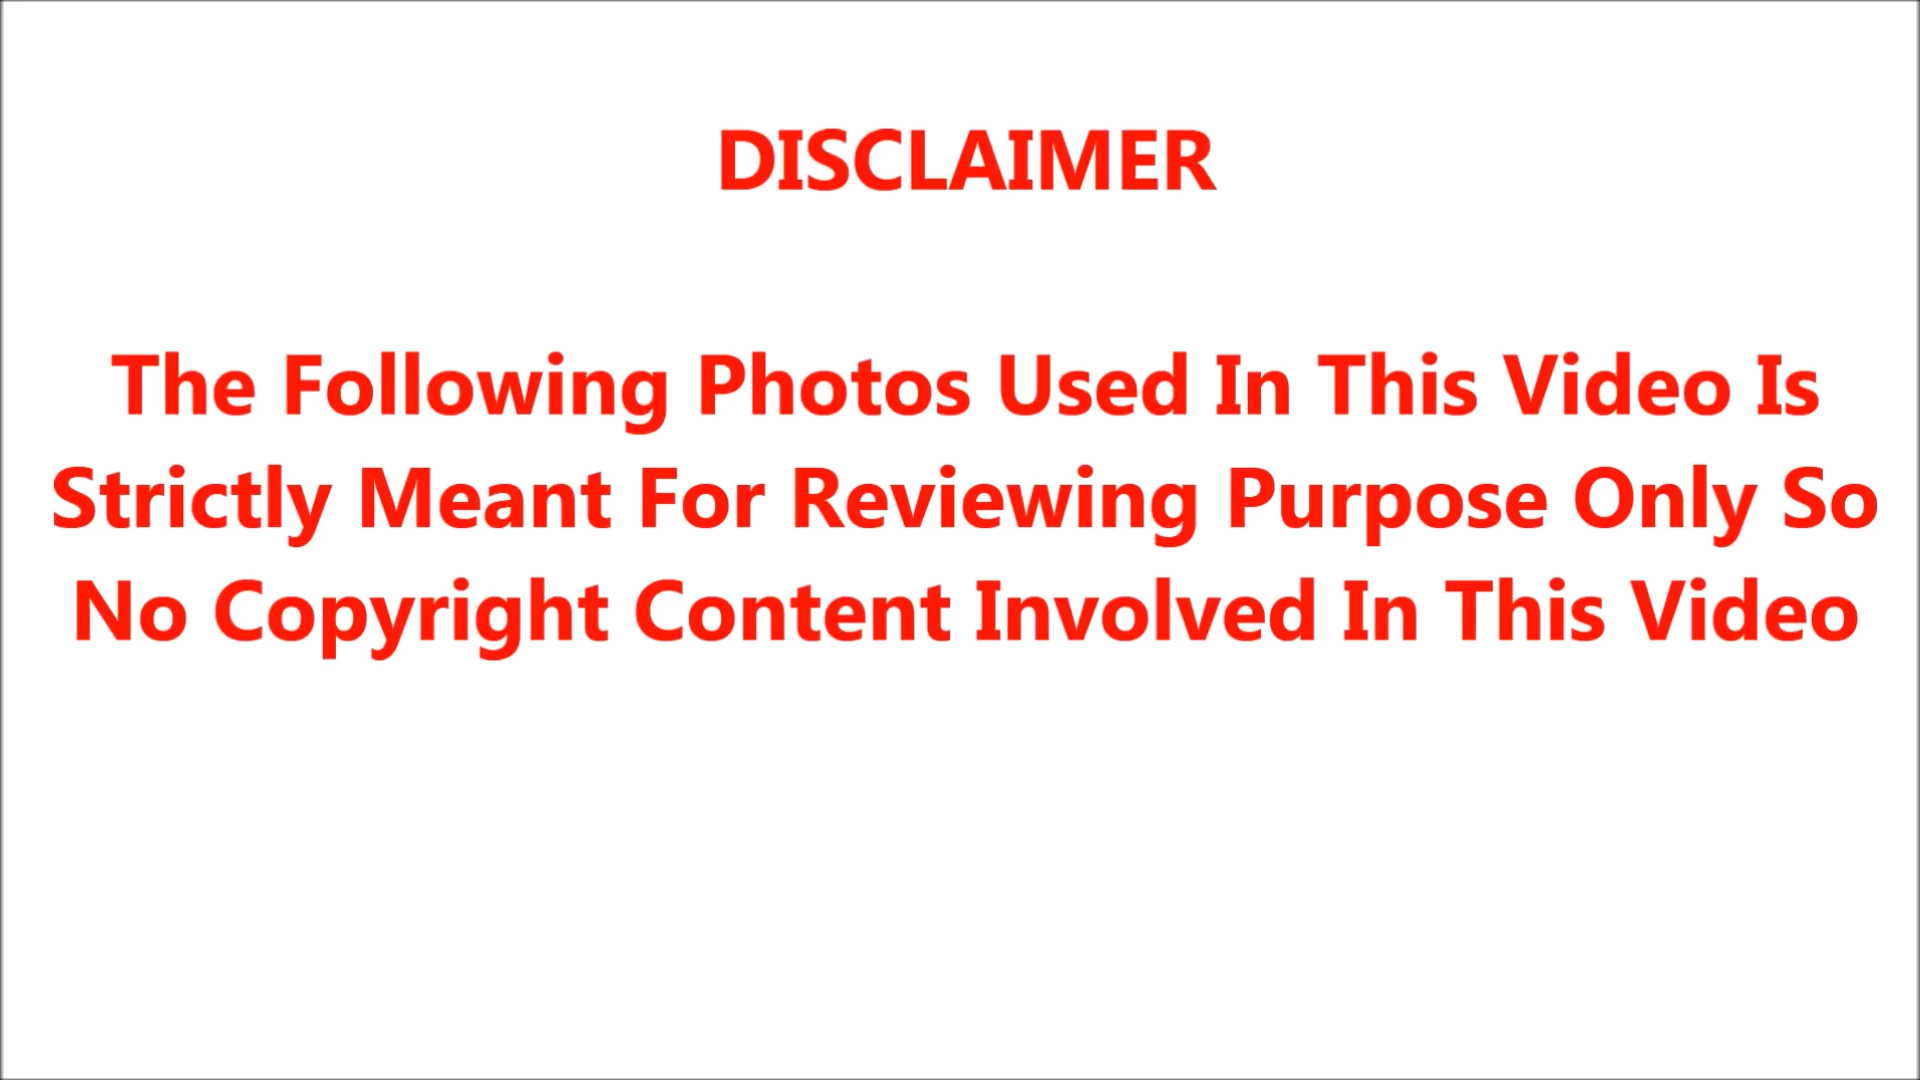 DISCLAIMER
The Following Photos Used In This Video Is
Strictly Meant For Reviewing Purpose Only So
No Copyright Content Involved In This Video